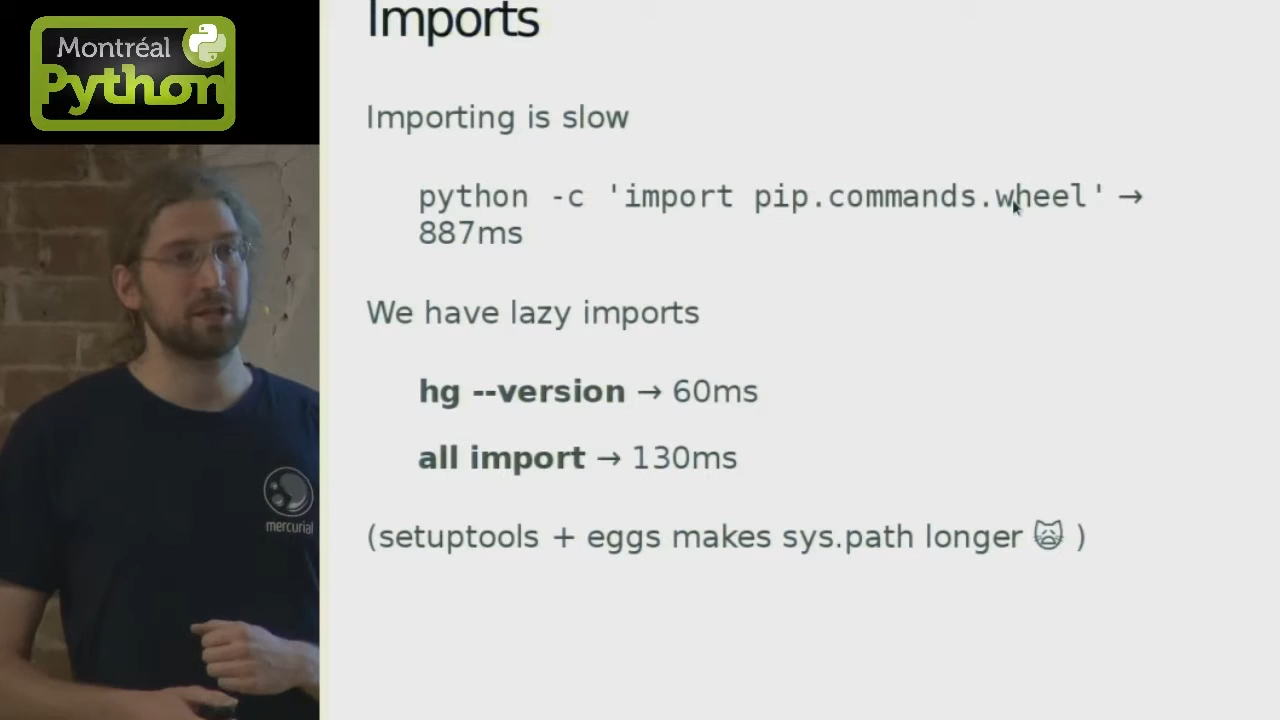 Montréal
Python
mercurial
Imports
Importing is slow
python -c 'import pip.commands.wheel' →
887ms
We have lazy imports
hg --version → 60ms
all import → 130ms
(setuptools + eggs makes sys.path longer 😿 )